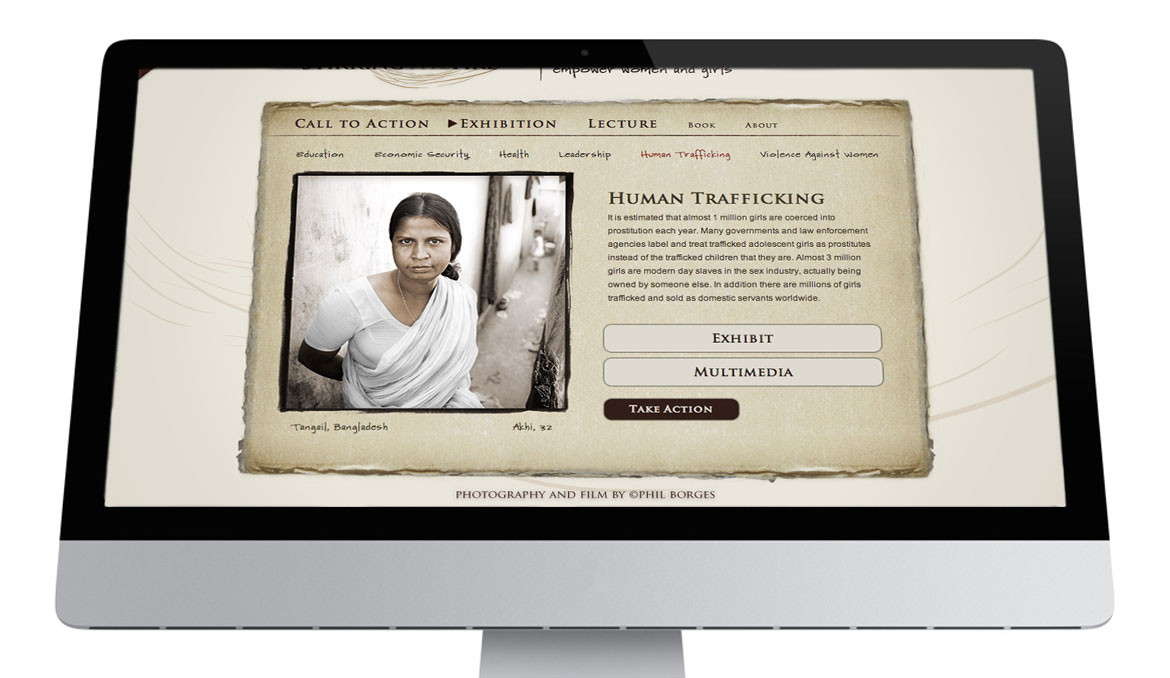 empower women and girls
CALL TO ACTION EXHIBITION LECTURE BOOK ABOUT
Education Economic Security Health Leadership Human Trafficking Violence Against Women
HUMAN TRAFFICKING
It is estimated that almost 1 million girls are coerced into
prostitution each year. Many governments and law enforcement
agencies label and treat trafficked adolescent girls as prostitutes
instead of the trafficked children that they are. Almost 3 million
girls are modern day slaves in the sex industry, actually being
owned by someone else. In addition there are millions of girls
trafficked and sold as domestic servants worldwide.
EXHIBIT
MULTIMEDIA
TAKE ACTION
Tangail, Bangladesh Akhi, 32
PHOTOGRAPHY AND FILM BY ©PHIL BORGES